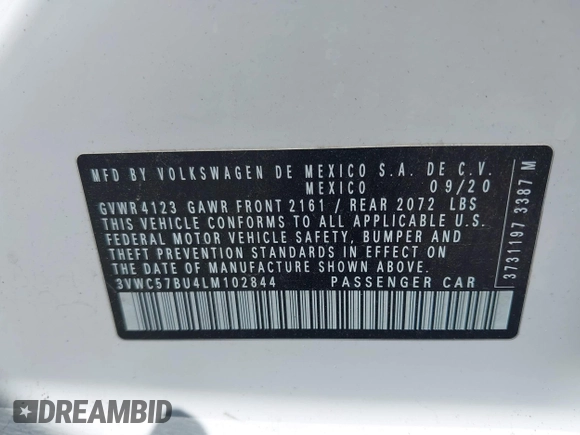 MFD BY VOLKSWAGEN DE MEXICO S.A. DE C.V.
MEXICO 09/20
GVWR 4123 GAWR FRONT 2161 / REAR 2072 LBS
THIS VEHICLE CONFORMS TO ALL APPLICABLE U.S.
FEDERAL MOTOR VEHICLE SAFETY, BUMPER AND
THEFT PREVENTION STANDARDS IN EFFECT ON
THE DATE OF MANUFACTURE SHOWN ABOVE.
3VWC57BU4LM102844 PASSENGER CAR
3731197 3387 M
DREAMBID